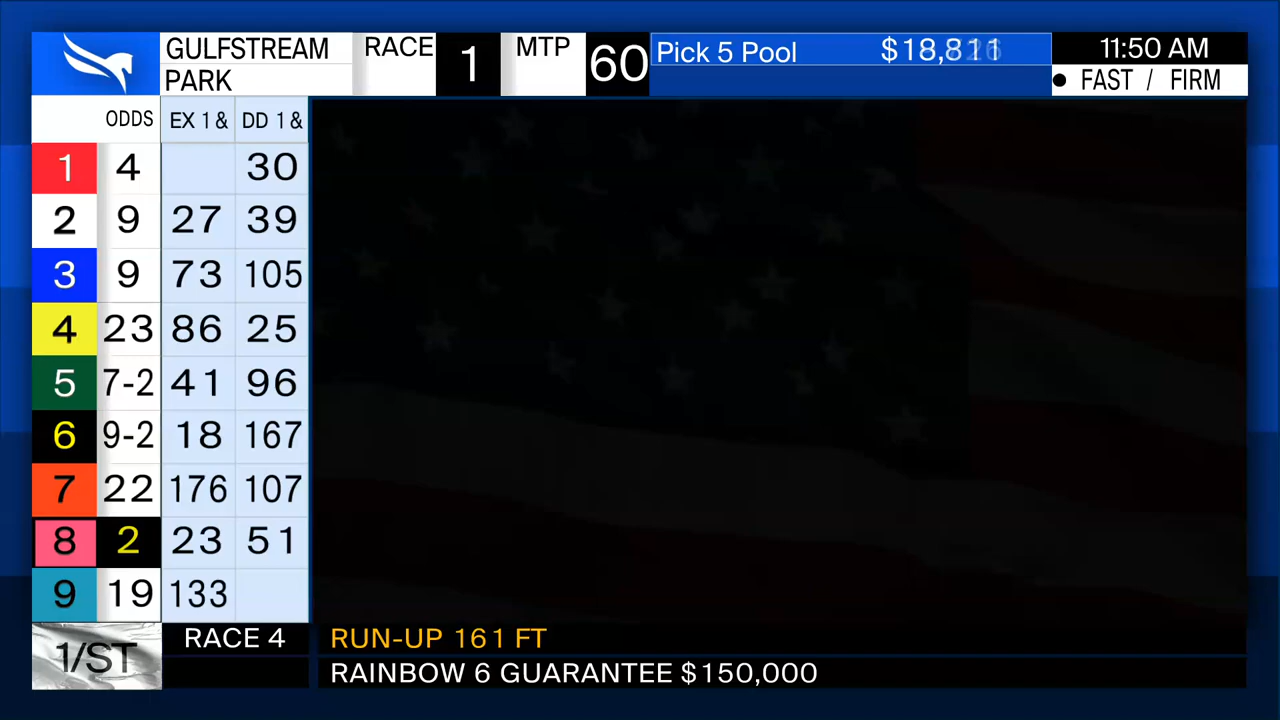 GULFSTREAM PARK RACE 1 MTP 60 Pick 5 Pool 11:50 AM
FAST / FIRM
ODDS EX 1 & DD 1 &
1 4 30
2 9 27 39
3 9 73 105
4 23 86 25
5 7-2 41 96
6 9-2 18 167
7 22 176 107
8 2 23 51
9 19 133
1/ST RACE 4 RUN-UP 161 FT
RAINBOW 6 GUARANTEE $150,000